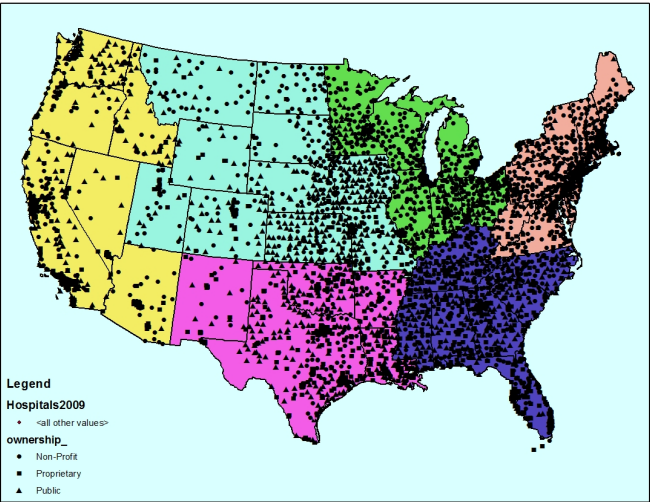 Legend
Hospitals2009
<all other values>
ownership_
Non-Profit
Proprietary
Public